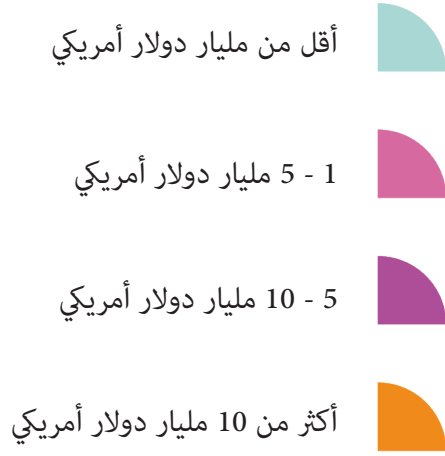 أقل من مليار دولار أمريكي
1 - 5 مليار دولار أمريكي
5 - 10 مليار دولار أمريكي
أكثر من 10 مليار دولار أمريكي